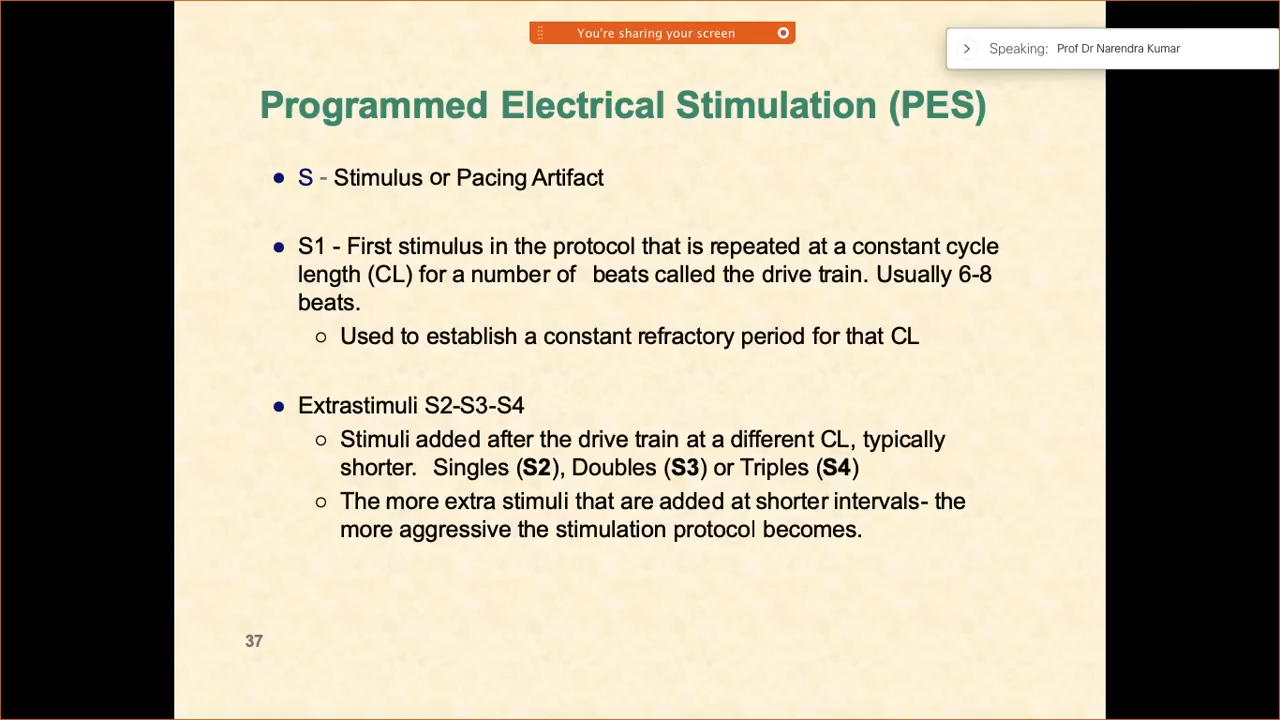 You're sharing your screen
Speaking: Prof Dr Narendra Kumar
Programmed Electrical Stimulation (PES)
● S - Stimulus or Pacing Artifact
● S1 - First stimulus in the protocol that is repeated at a constant cycle
length (CL) for a number of beats called the drive train. Usually 6-8
beats.
○ Used to establish a constant refractory period for that CL
● Extrastimuli S2-S3-S4
○ Stimuli added after the drive train at a different CL, typically
shorter. Singles (S2), Doubles (S3) or Triples (S4)
○ The more extra stimuli that are added at shorter intervals- the
more aggressive the stimulation protocol becomes.
37